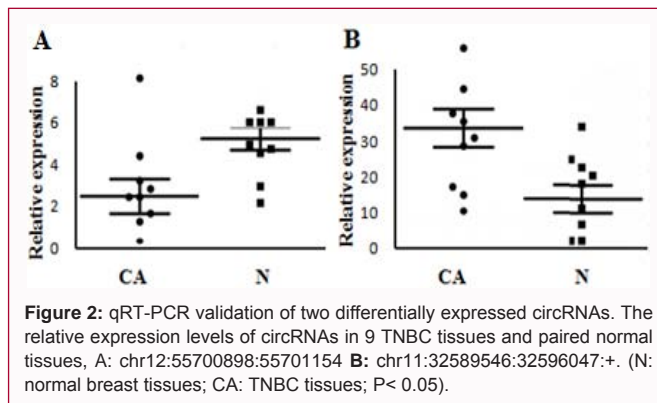 A
B
Relative expression
8
6
4
2
0
CA
N
Relative expression
50
40
30
20
10
0
CA
N
Figure 2: qRT-PCR validation of two differentially expressed circRNAs. The
relative expression levels of circRNAs in 9 TNBC tissues and paired normal
tissues, A: chr12:55700898:55701154 B: chr11:32589546:32596047:+. (N:
normal breast tissues; CA: TNBC tissues; P< 0.05).